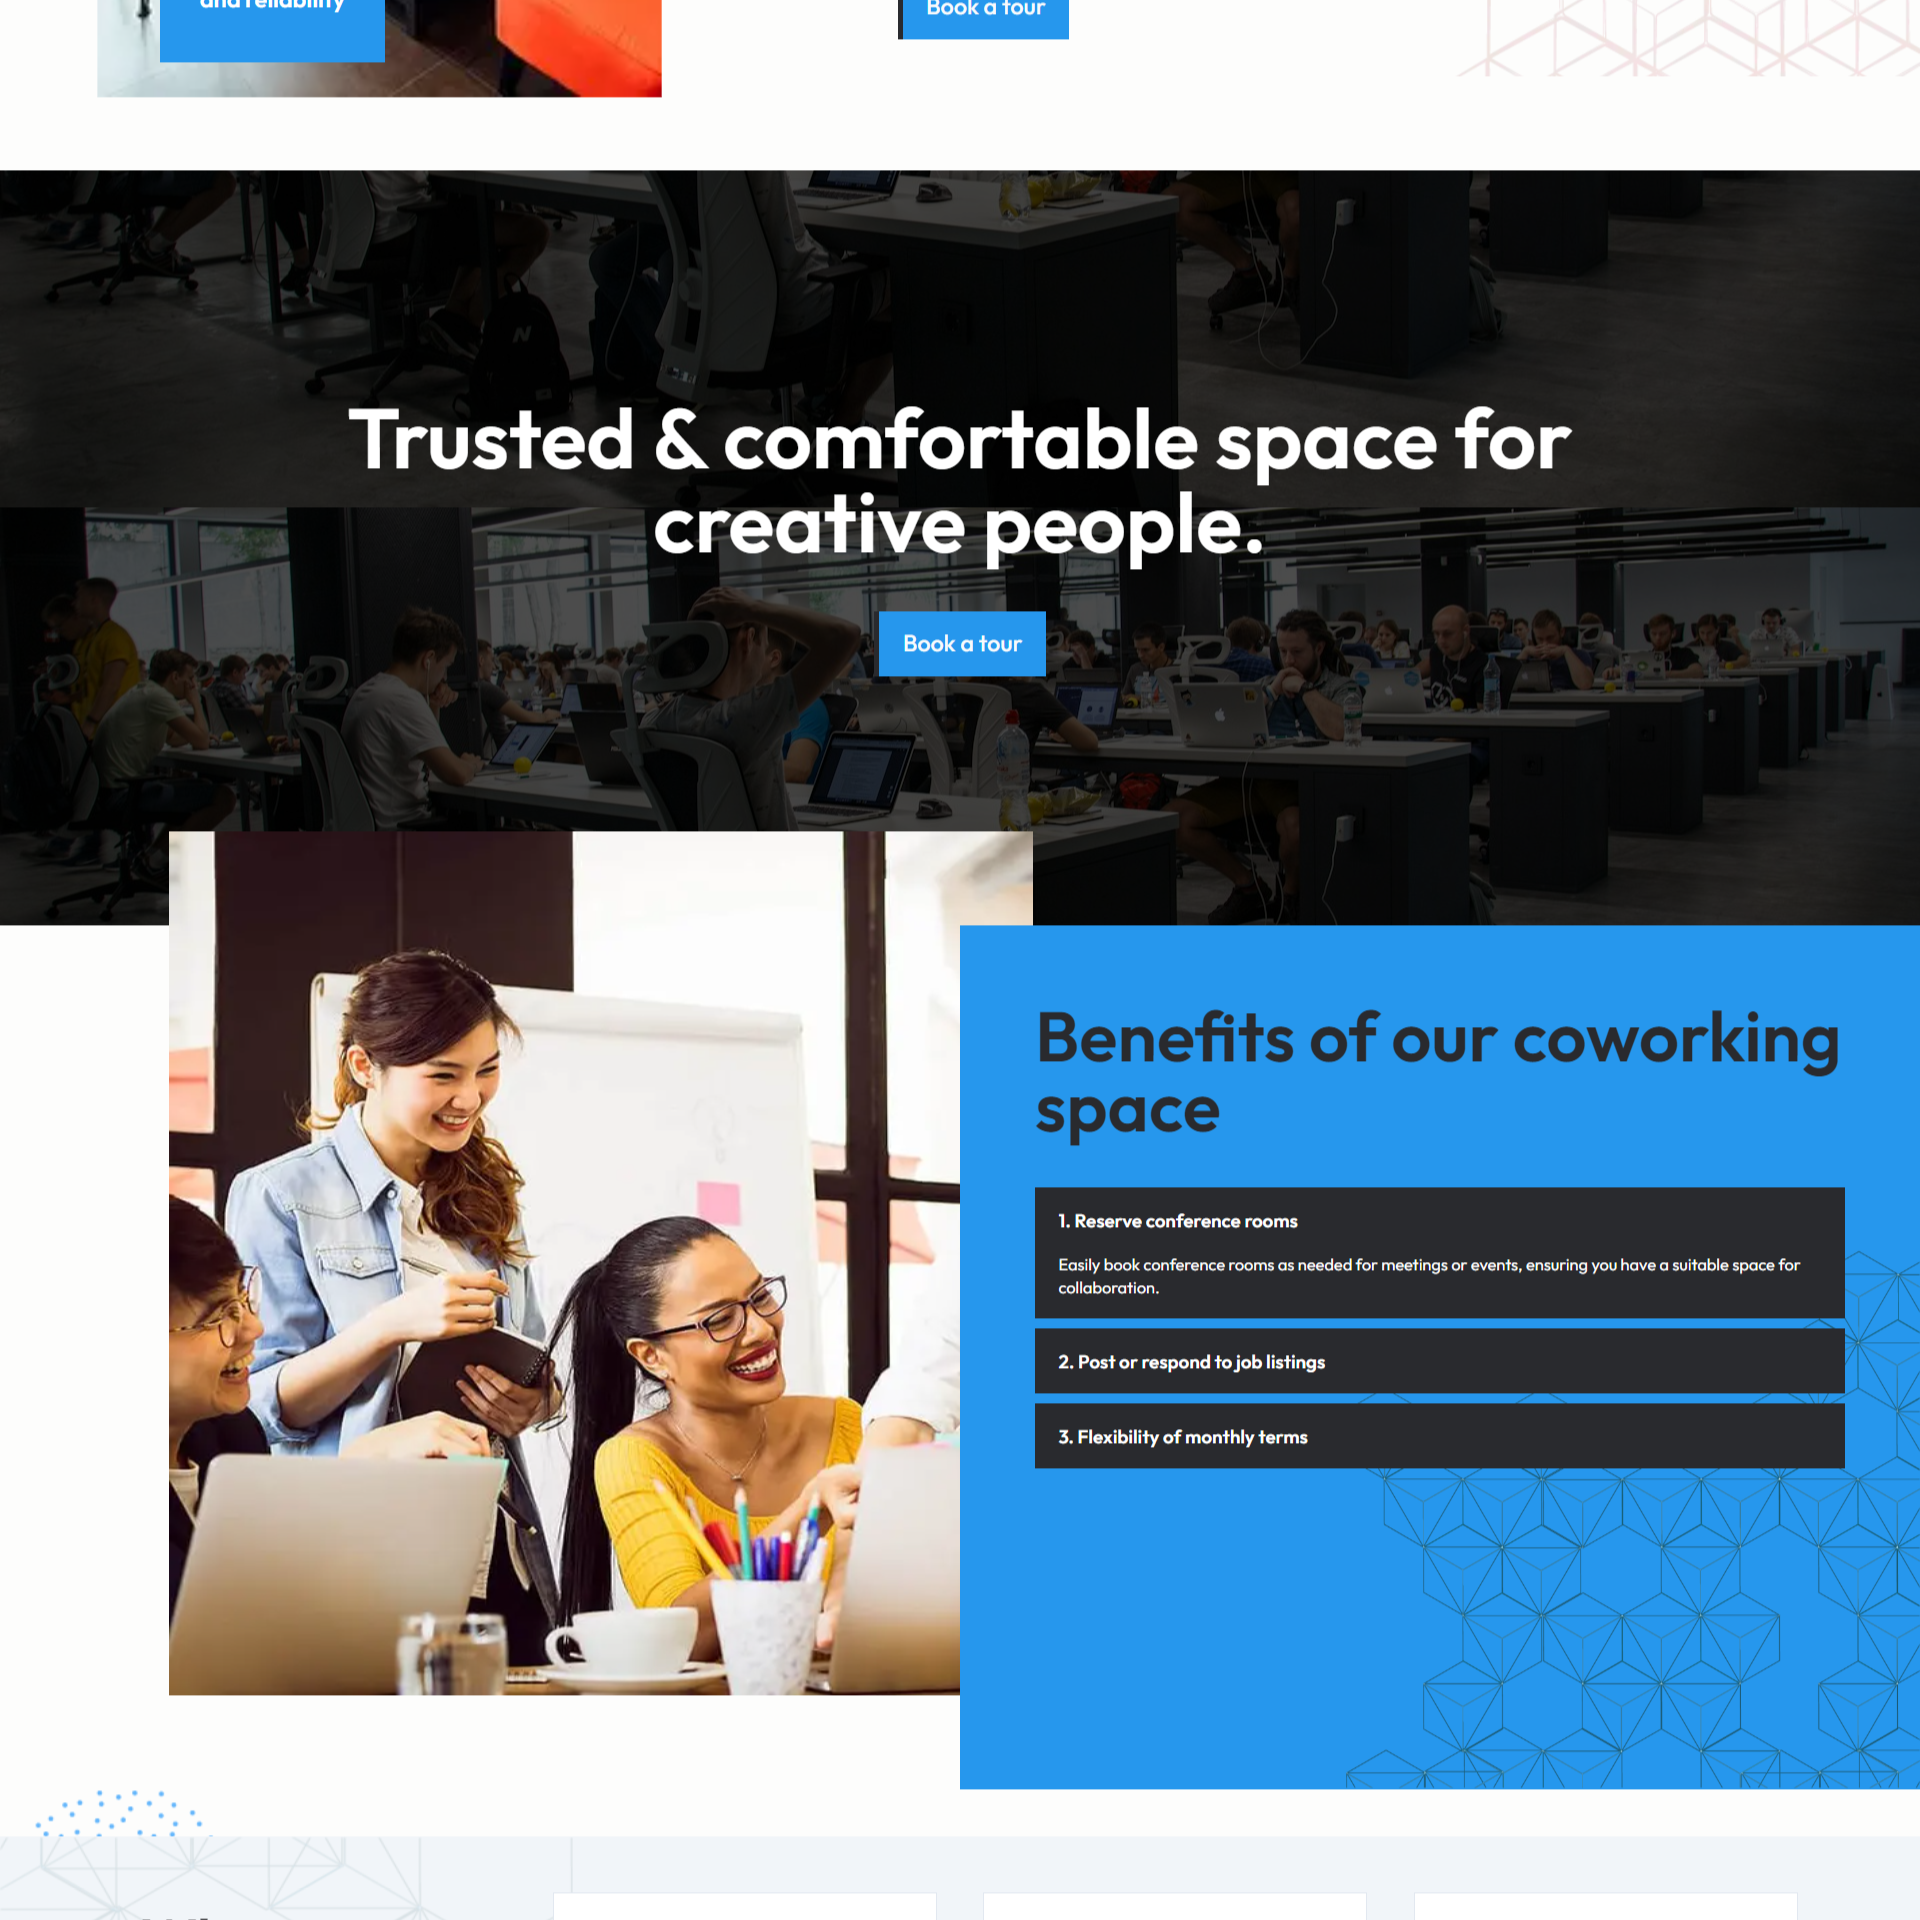 and reliability
Book a tour
Trusted & comfortable space for
creative people.
Book a tour
Benefits of our coworking
space
1. Reserve conference rooms
Easily book conference rooms as needed for meetings or events, ensuring you have a suitable space for
collaboration.
2. Post or respond to job listings
3. Flexibility of monthly terms